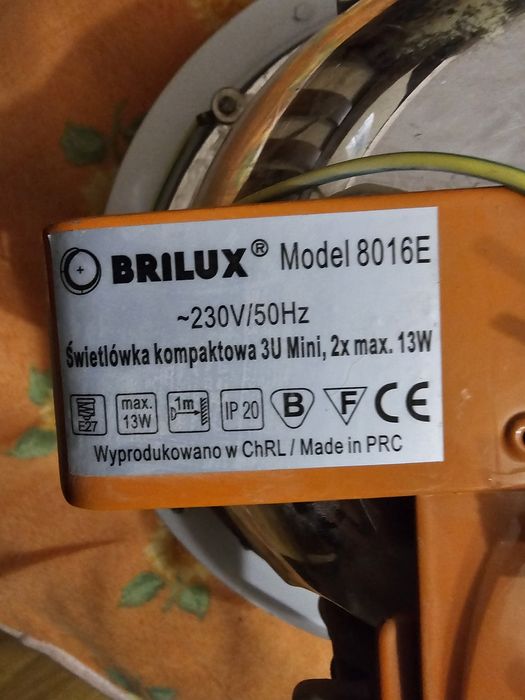 BRILUX® Model 8016E
~230V/50Hz
Świetlówka kompaktowa 3U Mini, 2x max. 13W
E27 max. 13W 1m IP 20 B F CE
Wyprodukowano w ChRL / Made in PRC